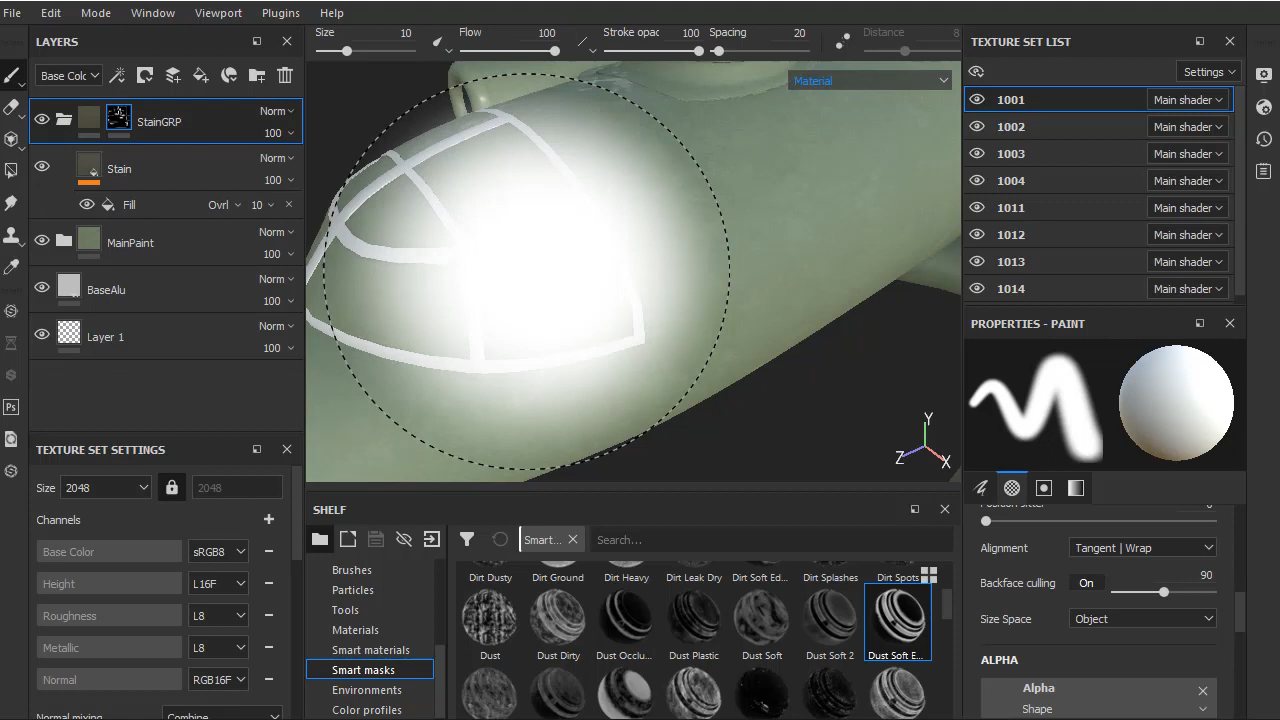 File Edit Mode Window Viewport Plugins Help
LAYERS
Base Colc
StainGRP Norm 100
Stain Norm 100
Fill Ovrl 10
MainPaint Norm 100
BaseAlu Norm 100
Layer 1 Norm 100
TEXTURE SET SETTINGS
Size 2048 2048
Channels
Base Color sRGB8
Height L16F
Roughness L8
Metallic L8
Normal RGB16F
Normal mixing Combine
Size 10 Flow 100 Stroke opac 100 Spacing 20 Distance 8
Material
Y
Z X
SHELF
Smart... Search...
Brushes
Particles
Tools
Materials
Smart materials
Smart masks
Environments
Color profiles
Dirt Dusty Dirt Ground Dirt Heavy Dirt Leak Dry Dirt Soft Ed... Dirt Splashes Dirt Spots
Dust Dust Dirty Dust Occlu... Dust Plastic Dust Soft Dust Soft 2 Dust Soft E...
TEXTURE SET LIST
Settings
1001 Main shader
1002 Main shader
1003 Main shader
1004 Main shader
1011 Main shader
1012 Main shader
1013 Main shader
1014 Main shader
PROPERTIES - PAINT
Position jitter 0
Alignment Tangent | Wrap
Backface culling On 90
Size Space Object
ALPHA
Alpha
Shape
Ps